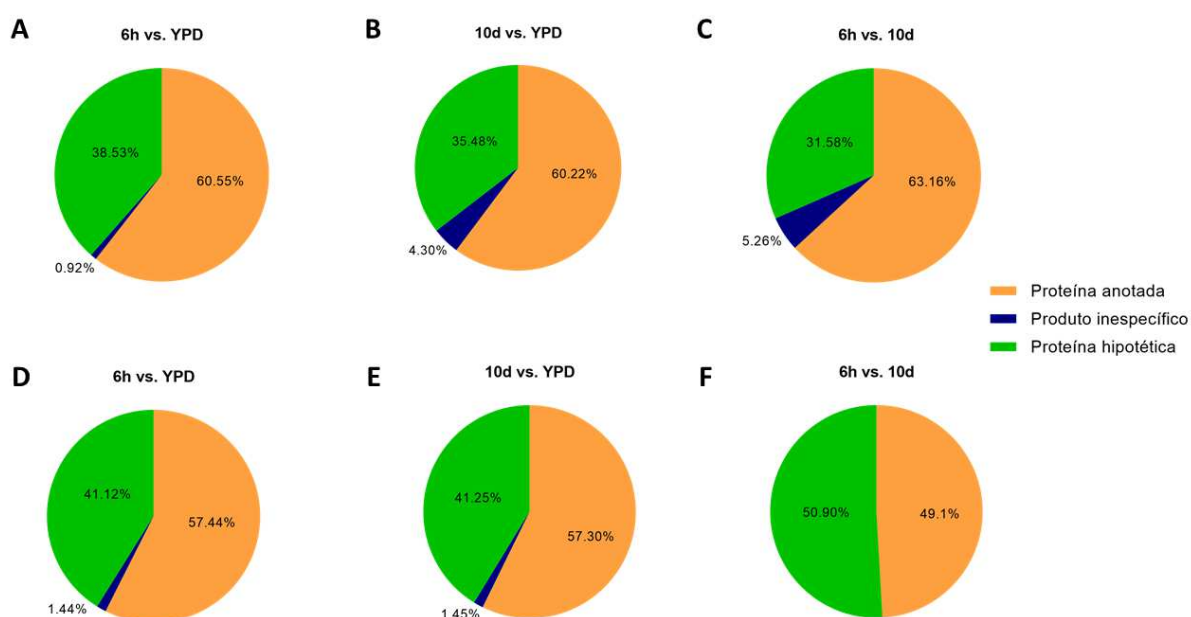 A
6h vs. YPD
38.53%
60.55%
0.92%
B
10d vs. YPD
35.48%
60.22%
4.30%
C
6h vs. 10d
31.58%
63.16%
5.26%
Proteína anotada
Produto inespecífico
Proteína hipotética
D
6h vs. YPD
41.12%
57.44%
1.44%
E
10d vs. YPD
41.25%
57.30%
1.45%
F
6h vs. 10d
50.90%
49.1%